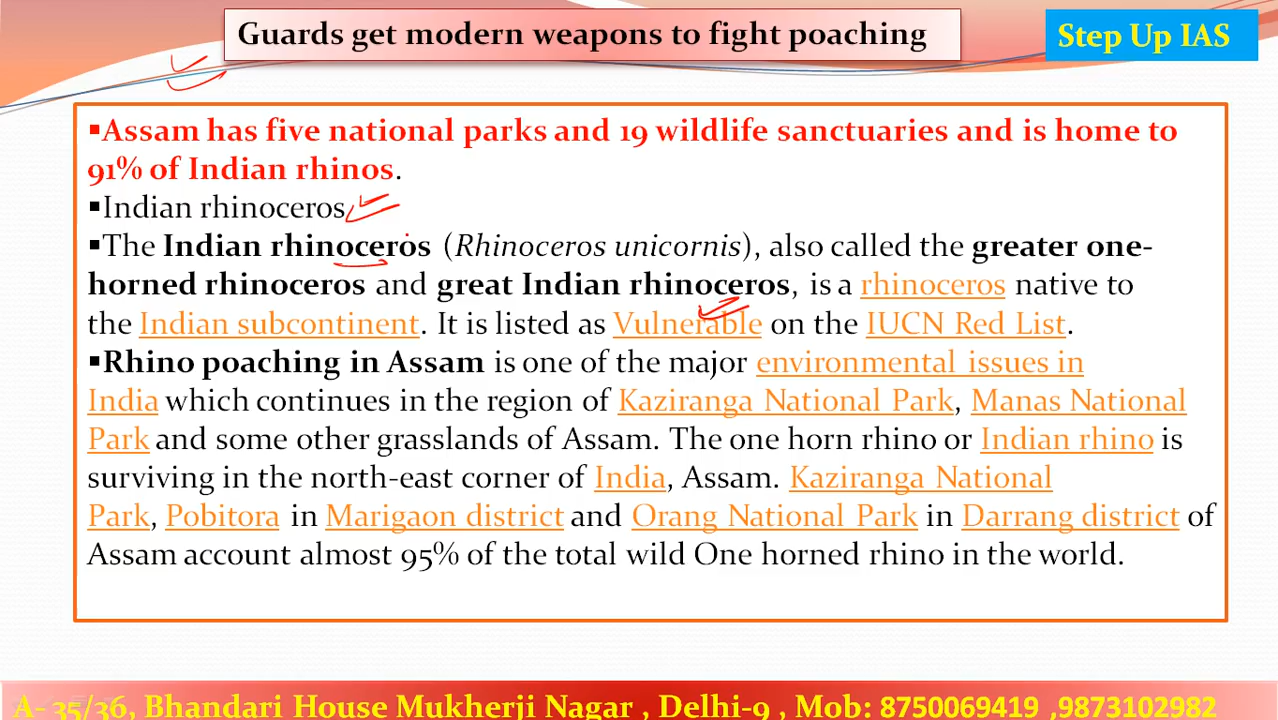 Guards get modern weapons to fight poaching
Step Up IAS
▪Assam has five national parks and 19 wildlife sanctuaries and is home to
91% of Indian rhinos.
▪Indian rhinoceros
▪The Indian rhinoceros (Rhinoceros unicornis), also called the greater one-
horned rhinoceros and great Indian rhinoceros, is a rhinoceros native to
the Indian subcontinent. It is listed as Vulnerable on the IUCN Red List.
▪Rhino poaching in Assam is one of the major environmental issues in
India which continues in the region of Kaziranga National Park, Manas National
Park and some other grasslands of Assam. The one horn rhino or Indian rhino is
surviving in the north-east corner of India, Assam. Kaziranga National
Park, Pobitora in Marigaon district and Orang National Park in Darrang district of
Assam account almost 95% of the total wild One horned rhino in the world.
A- 35/36, Bhandari House Mukherji Nagar , Delhi-9 , Mob: 8750069419 ,9873102982